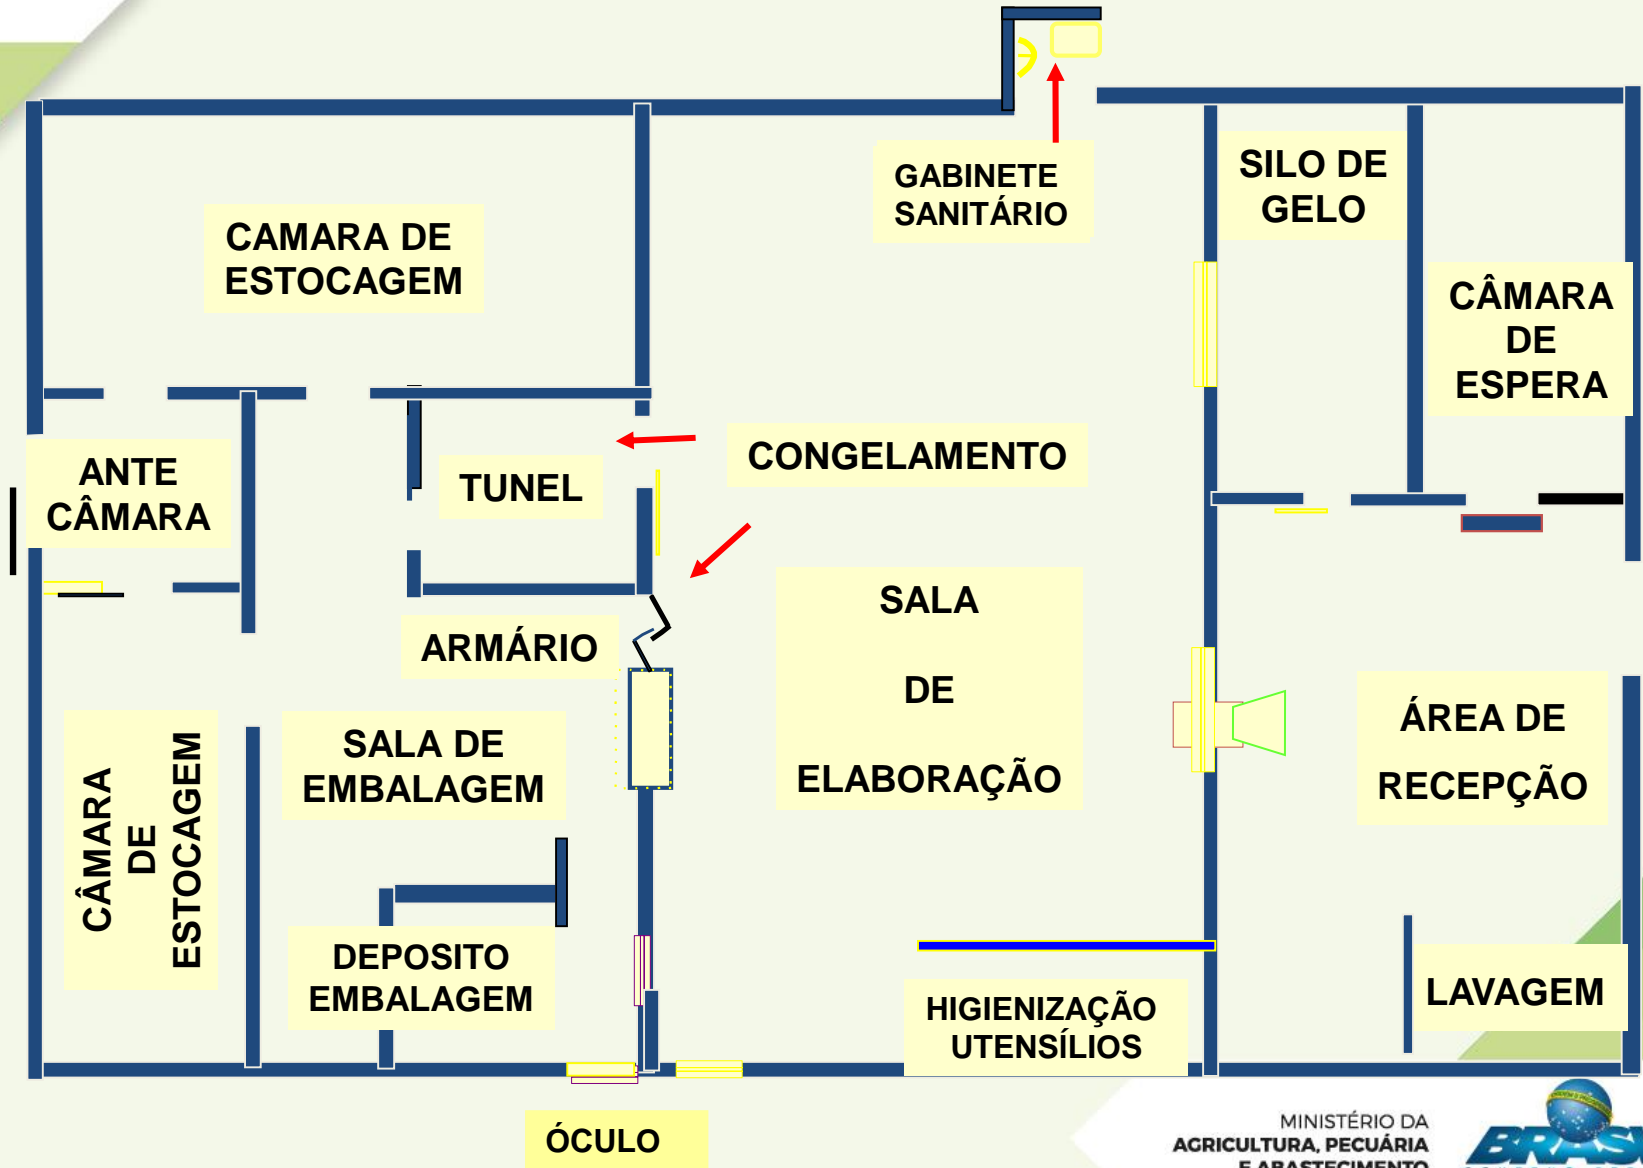 GABINETE
SANITÁRIO
SILO DE
GELO
CAMARA DE
ESTOCAGEM
CÂMARA
DE
ESPERA
ANTE
CÂMARA
TUNEL
CONGELAMENTO
ARMÁRIO
SALA
DE
ELABORAÇÃO
ÁREA DE
RECEPÇÃO
CÂMARA
DE
ESTOCAGEM
SALA DE
EMBALAGEM
DEPOSITO
EMBALAGEM
HIGIENIZAÇÃO
UTENSÍLIOS
LAVAGEM
ÓCULO
MINISTÉRIO DA
AGRICULTURA, PECUÁRIA
E ABASTECIMENTO
BRASI